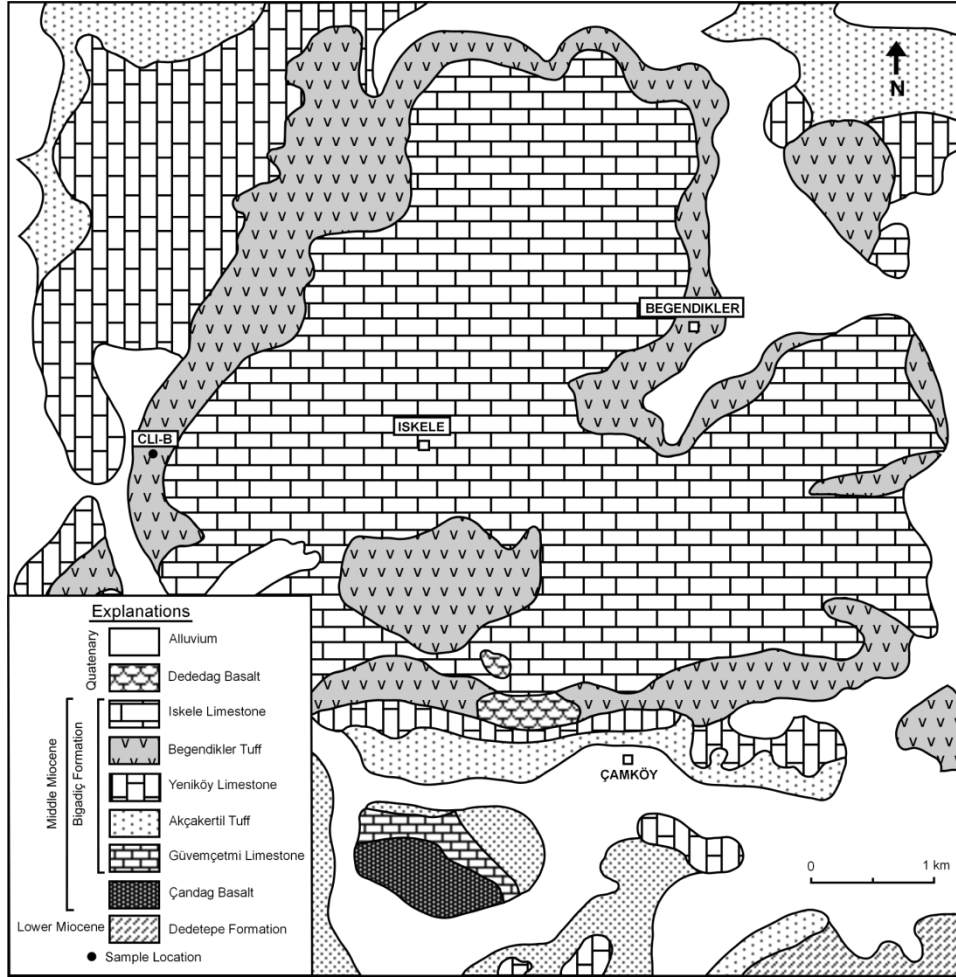 N
BEGENDIKLER
ISKELE
CLI-B
Explanations
Quatenary
Alluvium
Dededag Basalt
Middle Miocene
Bigadiç Formation
Iskele Limestone
Begendikler Tuff
Yeniköy Limestone
Akçakertil Tuff
Güvemçetmi Limestone
Çandag Basalt
Lower Miocene
Dedetepe Formation
Sample Location
ÇAMKÖY
0 1 km